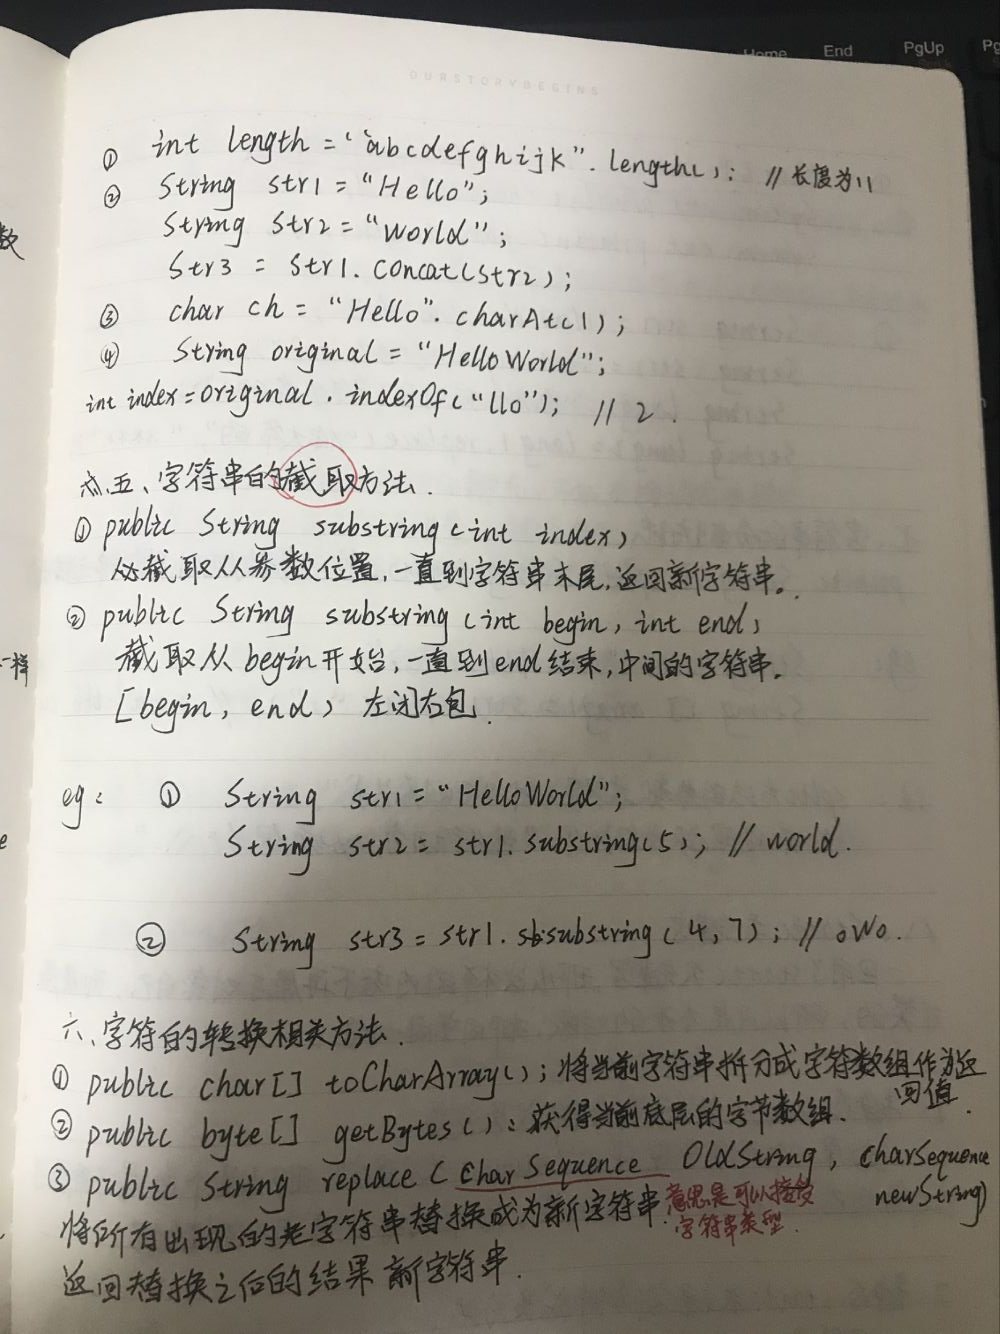 Home End PgUp Pg
OURSTORYBEGINS
① int length = "abcdefghijk".length(); // 长度为11
② String str1 = "Hello";
String str2 = "world";
Str3 = str1.concat(str2);
③ char ch = "Hello".charAt(1);
④ String original = "HelloWorld";
int index = original.indexOf("llo"); // 2.
五、字符串的截取方法.
① public String substring (int index)
截取从参数位置,一直到字符串末尾,返回新字符串。
② public String substring (int begin, int end)
截取从begin开始,一直到end结束,中间的字符串。
[begin, end) 左闭右包.
eg: ① String str1 = "HelloWorld";
String str2 = str1.substring(5); // world.
② String str3 = str1.substring(4,7); // oWo.
六、字符的转换相关方法.
① public char[] toCharArray(); 将当前字符串拆分成字符数组作为返
回值.
② public byte[] getBytes(): 获得当前底层的字节数组.
③ public String replace (CharSequence OldString, charSequence
newString)
将所有出现的老字符串替换成为新字符串. 意思是可以接受
字符串类型.
返回替换之后的结果新字符串.
数
一样
e